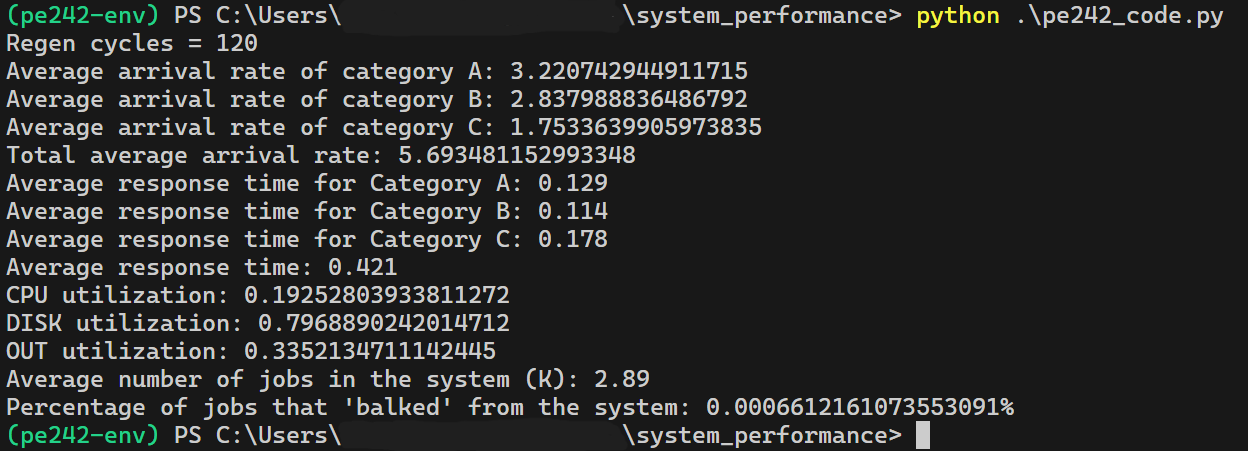 (pe242-env) PS C:\Users\ \system_performance> python .\pe242_code.py
Regen cycles = 120
Average arrival rate of category A: 3.220742944911715
Average arrival rate of category B: 2.837988836486792
Average arrival rate of category C: 1.7533639905973835
Total average arrival rate: 5.693481152993348
Average response time for Category A: 0.129
Average response time for Category B: 0.114
Average response time for Category C: 0.178
Average response time: 0.421
CPU utilization: 0.19252803933811272
DISK utilization: 0.7968890242014712
OUT utilization: 0.3352134711142445
Average number of jobs in the system (K): 2.89
Percentage of jobs that 'balked' from the system: 0.0006612161073553091%
(pe242-env) PS C:\Users\ \system_performance>